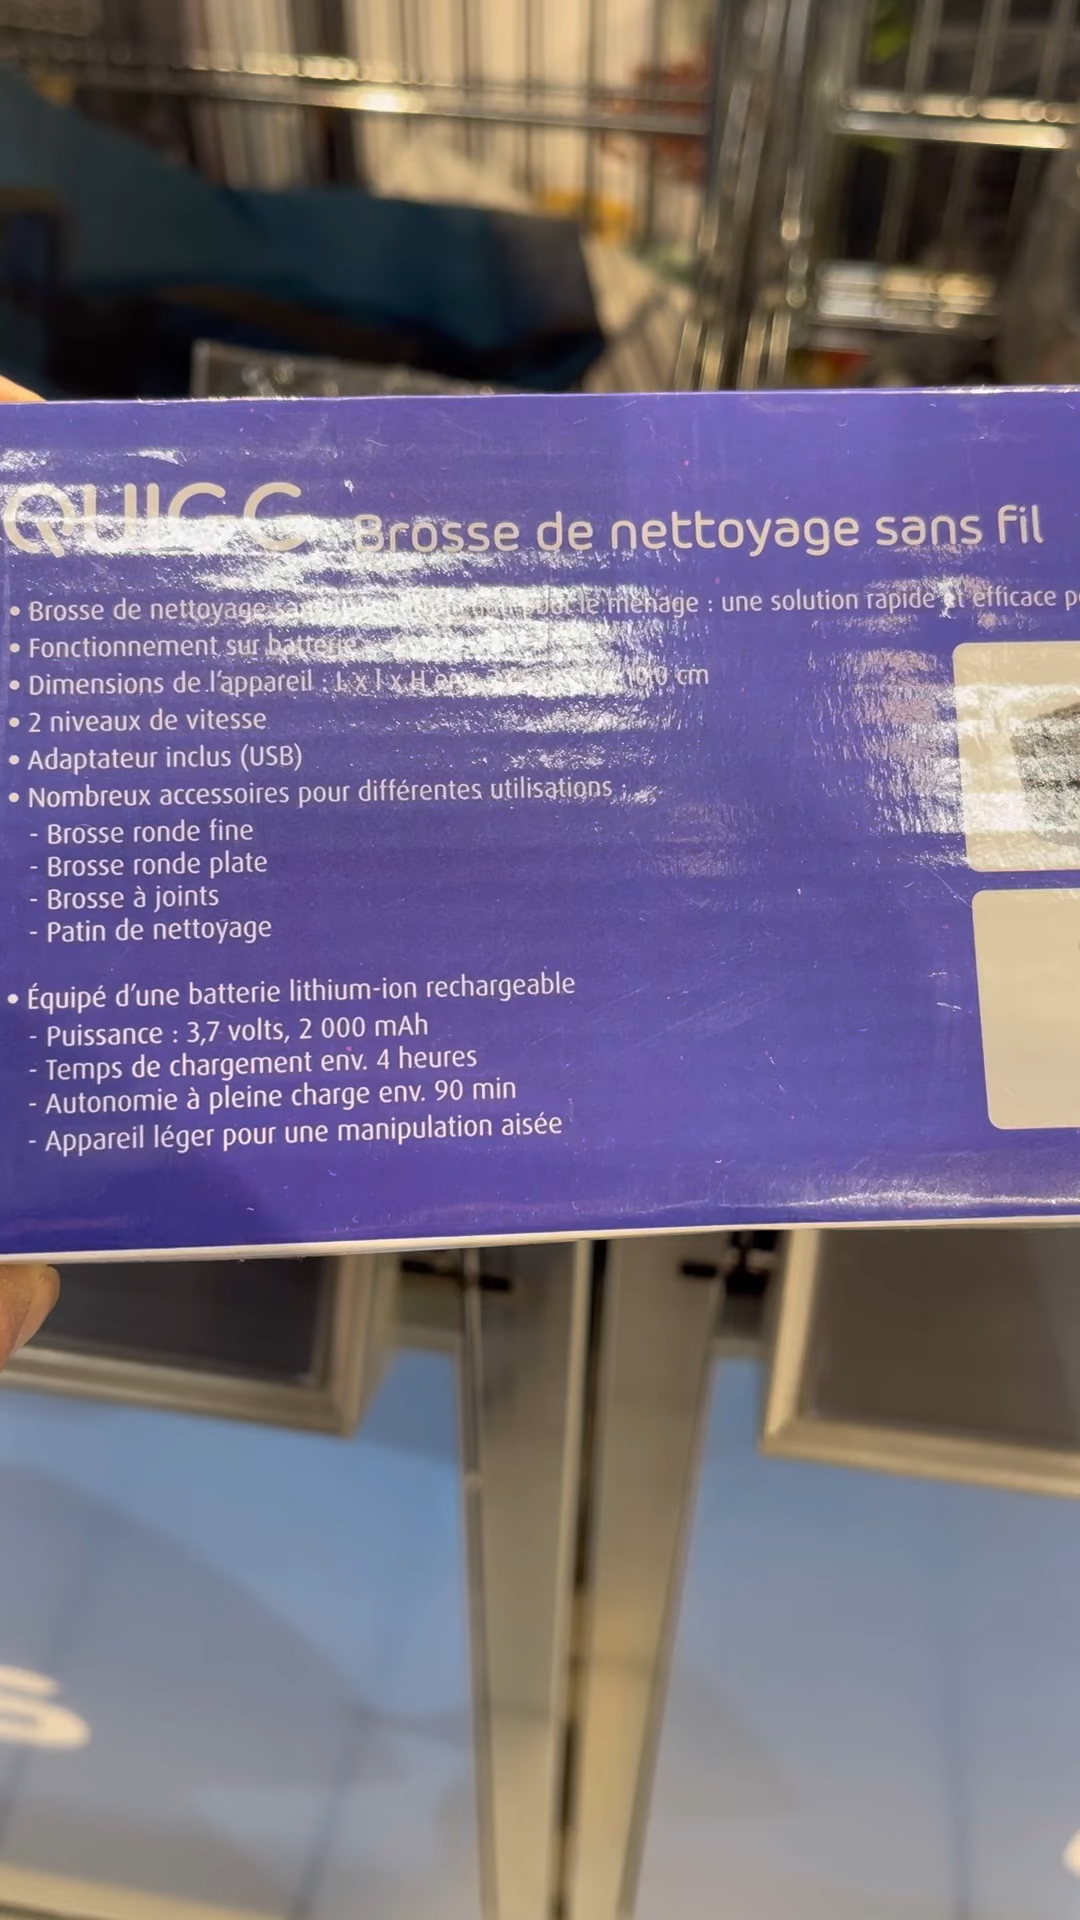 QUIGG Brosse de nettoyage sans fil
• Brosse de nettoyage le ménage : une solution rapide et efficace
• Fonctionnement sur batterie
• Dimensions de l'appareil : L x l x H env. cm
• 2 niveaux de vitesse
• Adaptateur inclus (USB)
• Nombreux accessoires pour différentes utilisations :
- Brosse ronde fine
- Brosse ronde plate
- Brosse à joints
- Patin de nettoyage
• Équipé d'une batterie lithium-ion rechargeable
- Puissance : 3,7 volts, 2 000 mAh
- Temps de chargement env. 4 heures
- Autonomie à pleine charge env. 90 min
- Appareil léger pour une manipulation aisée